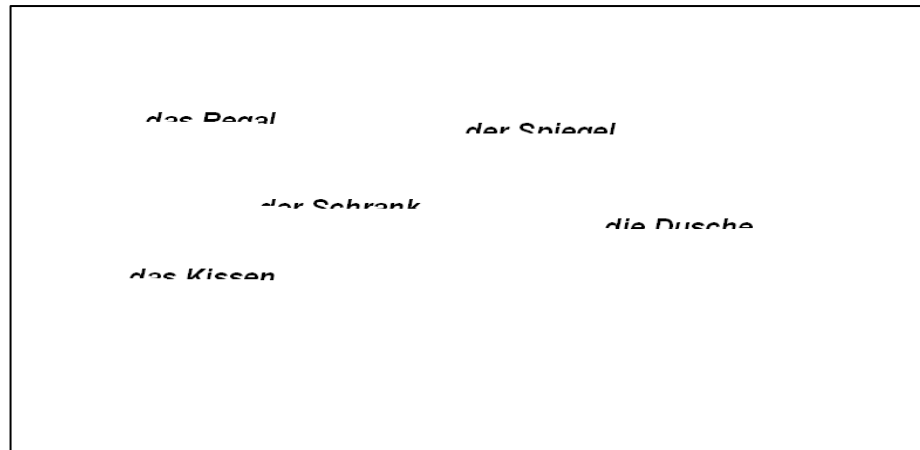 das Regal
der Spiegel
der Schrank
die Dusche
das Kissen